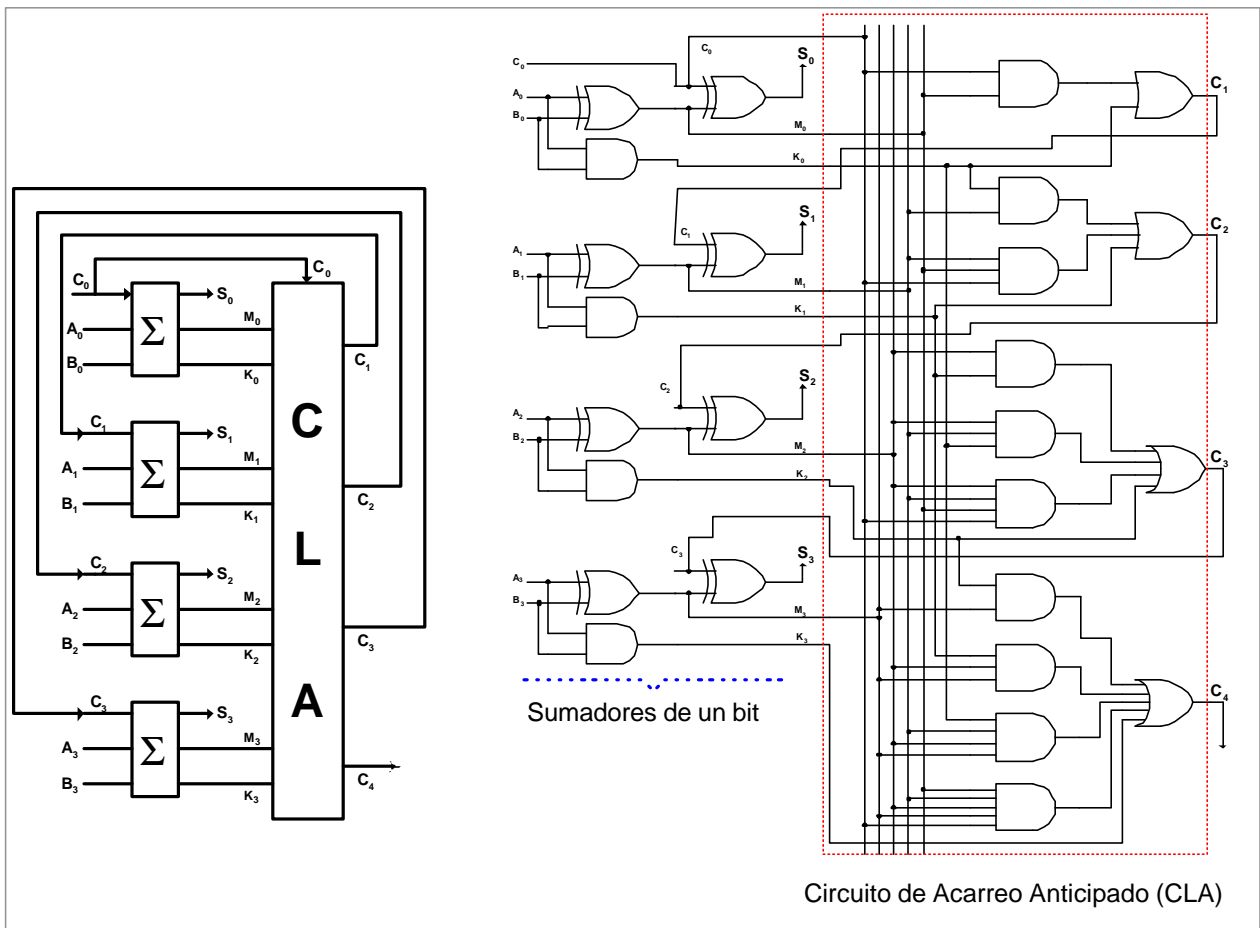 C₀
C₀
S₀
A₀
Σ
M₀
B₀
K₀
C₁
C₁
S₁
A₁
Σ
M₁
B₁
K₁
C₂
C₂
S₂
A₂
Σ
M₂
B₂
K₂
C₃
C₃
S₃
A₃
Σ
M₃
B₃
K₃
C₄
C
L
A
C₀
C₀
S₀
A₀
B₀
M₀
K₀
C₁
C₁
S₁
A₁
B₁
M₁
K₁
C₂
C₂
S₂
A₂
B₂
M₂
K₂
C₃
C₃
S₃
A₃
B₃
M₃
K₃
C₄
Sumadores de un bit
Circuito de Acarreo Anticipado (CLA)